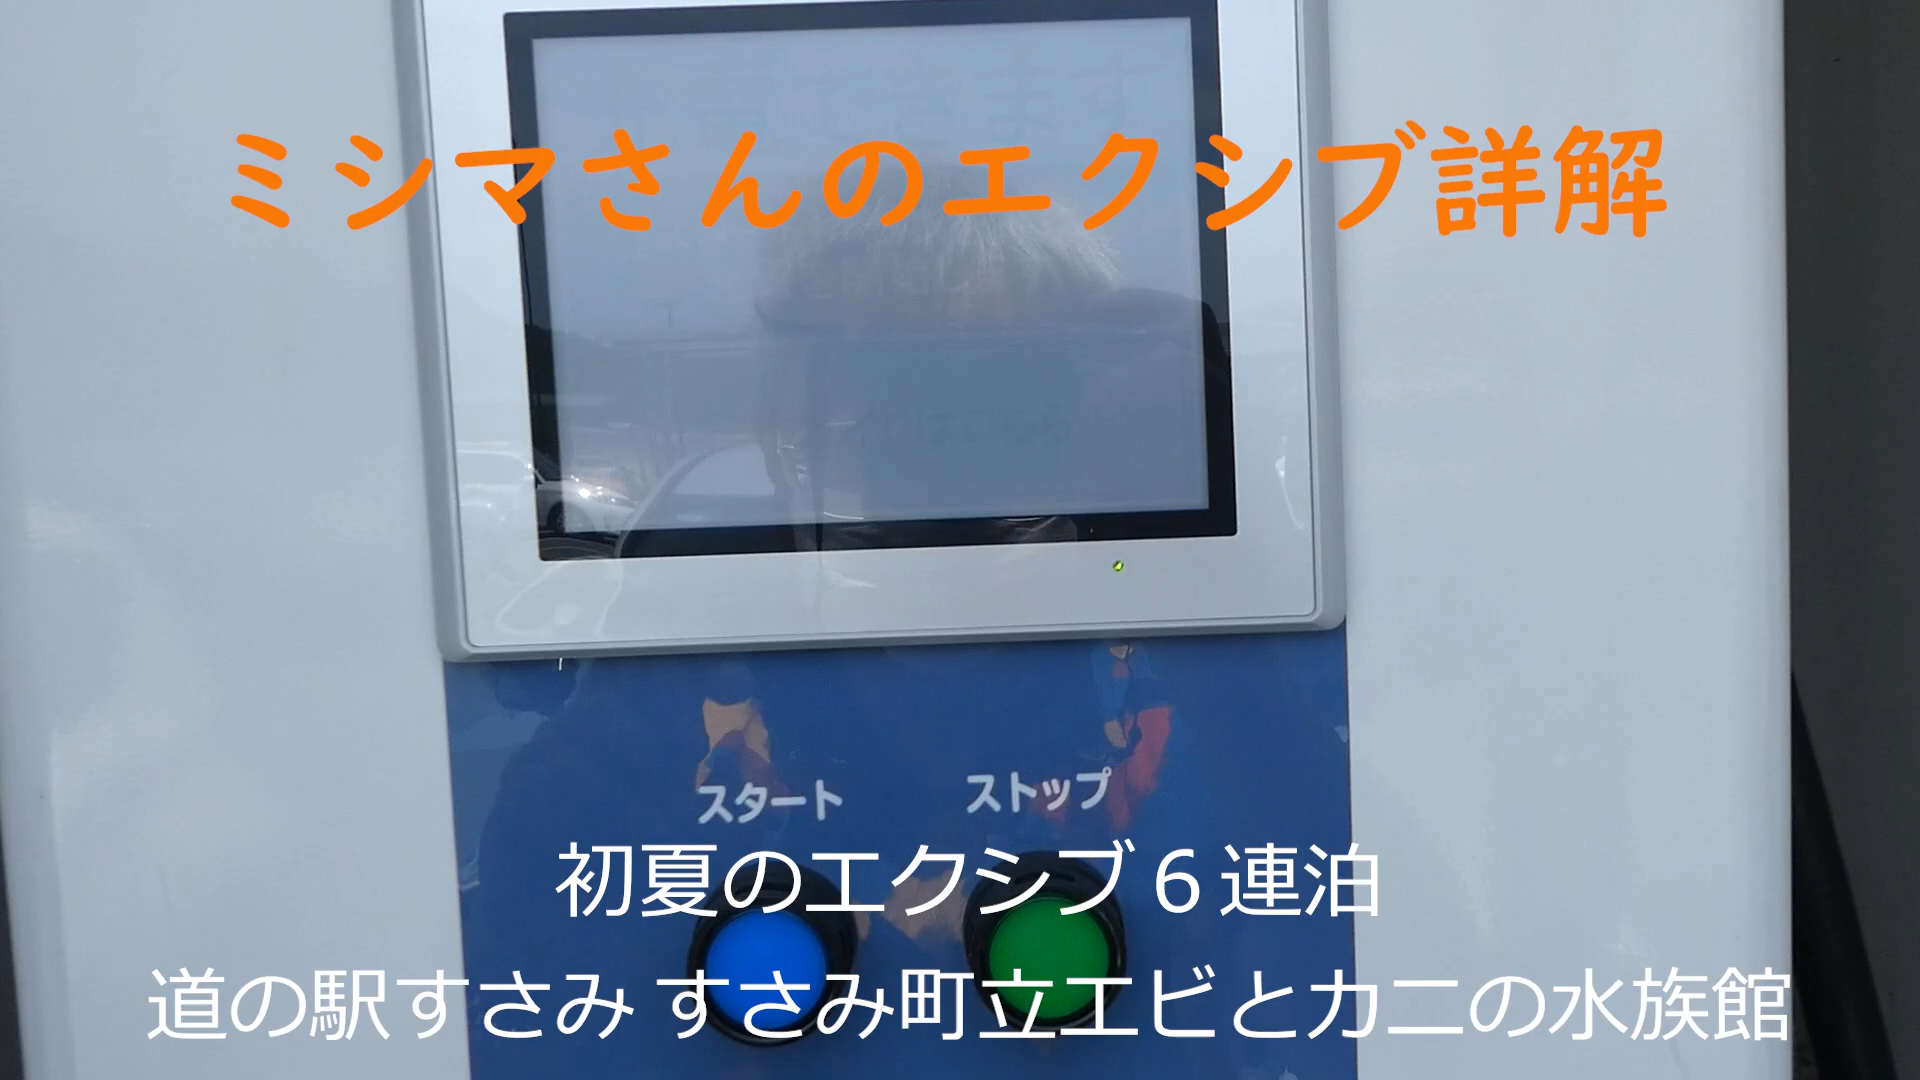 ミシマさんのエクシブ詳解
スタート
ストップ
初夏のエクシブ６連泊
道の駅すさみ すさみ町立エビとカニの水族館